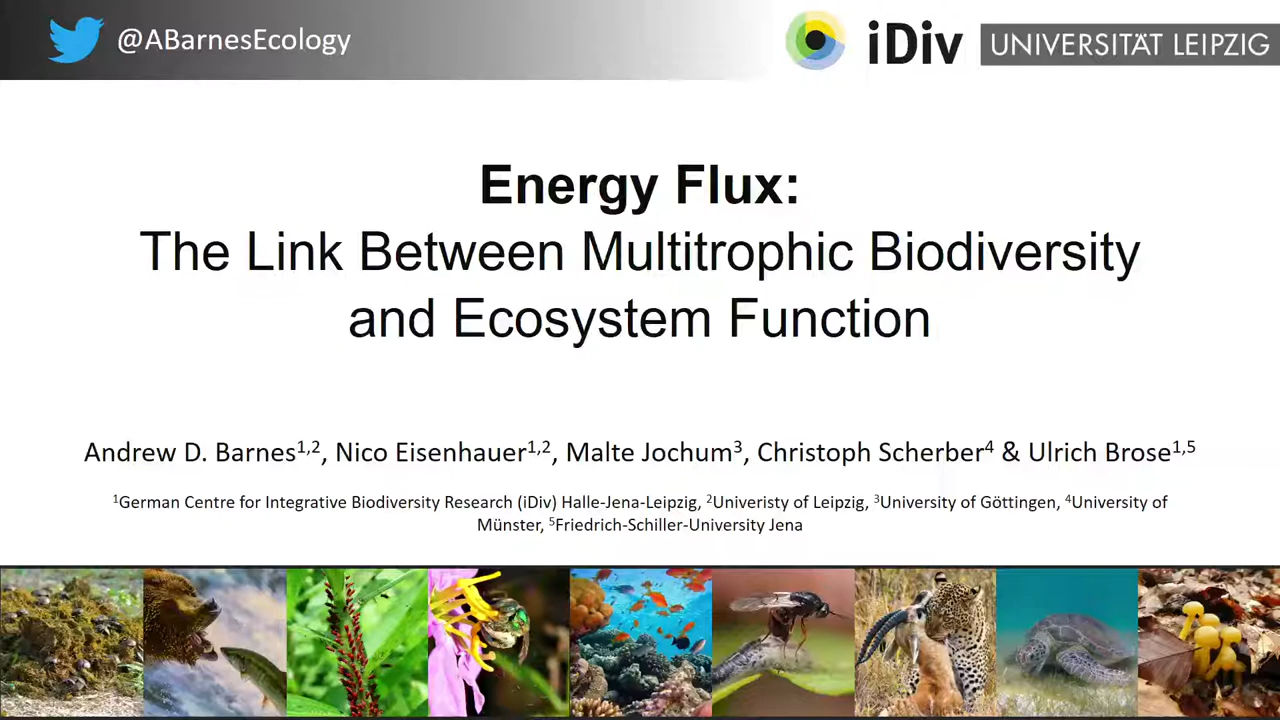 @ABarnesEcology
iDiv
UNIVERSITÄT LEIPZIG
Energy Flux:
The Link Between Multitrophic Biodiversity
and Ecosystem Function
Andrew D. Barnes1,2, Nico Eisenhauer1,2, Malte Jochum3, Christoph Scherber4 & Ulrich Brose1,5
1German Centre for Integrative Biodiversity Research (iDiv) Halle-Jena-Leipzig, 2Univeristy of Leipzig, 3University of Göttingen, 4University of
Münster, 5Friedrich-Schiller-University Jena